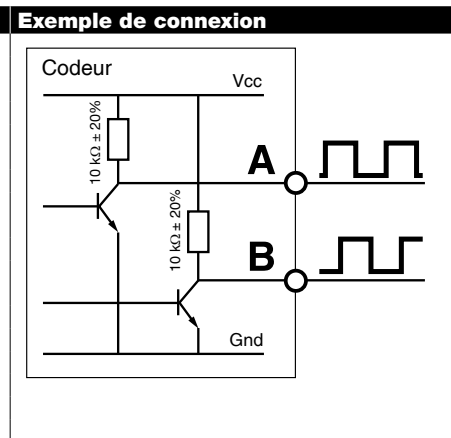 Exemple de connexion
Codeur
Vcc
10 kΩ ± 20%
A
10 kΩ ± 20%
B
Gnd